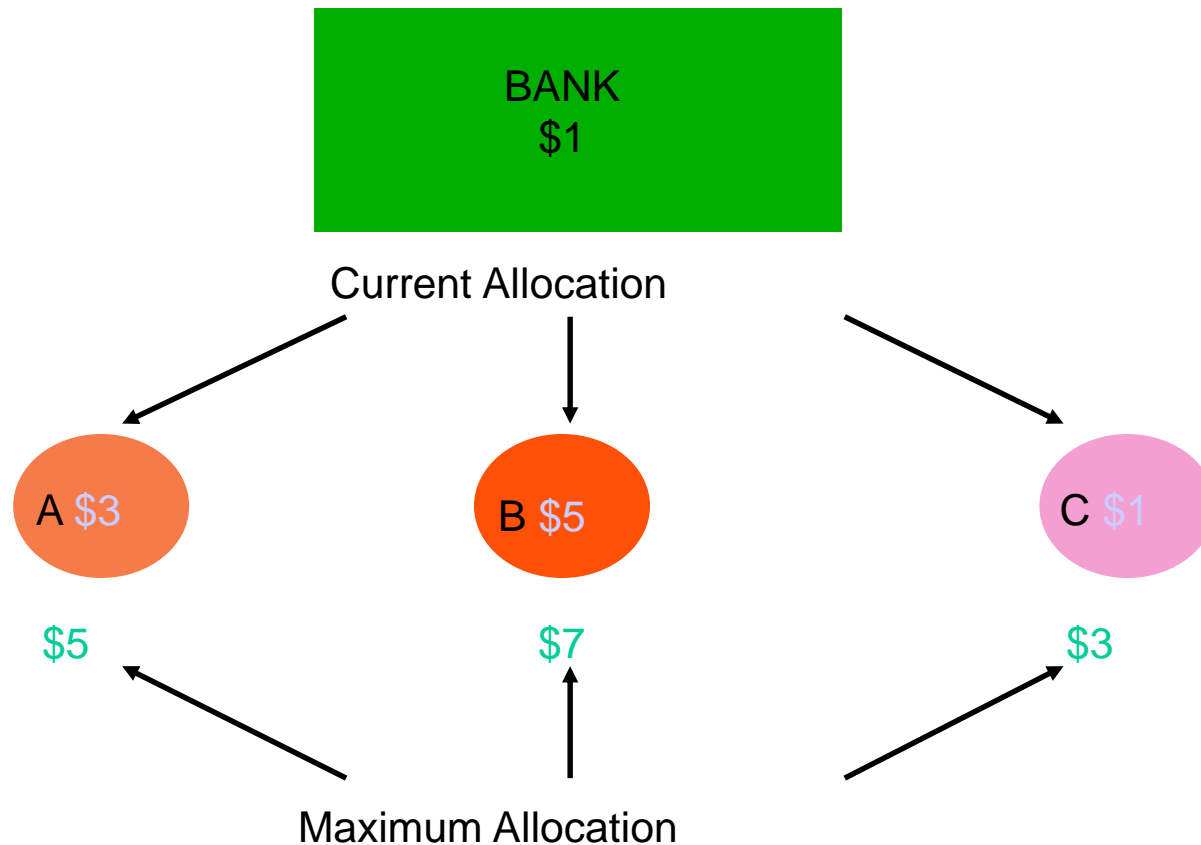 BANK
$1
Current Allocation
A $3
B $5
C $1
$5
$7
$3
Maximum Allocation